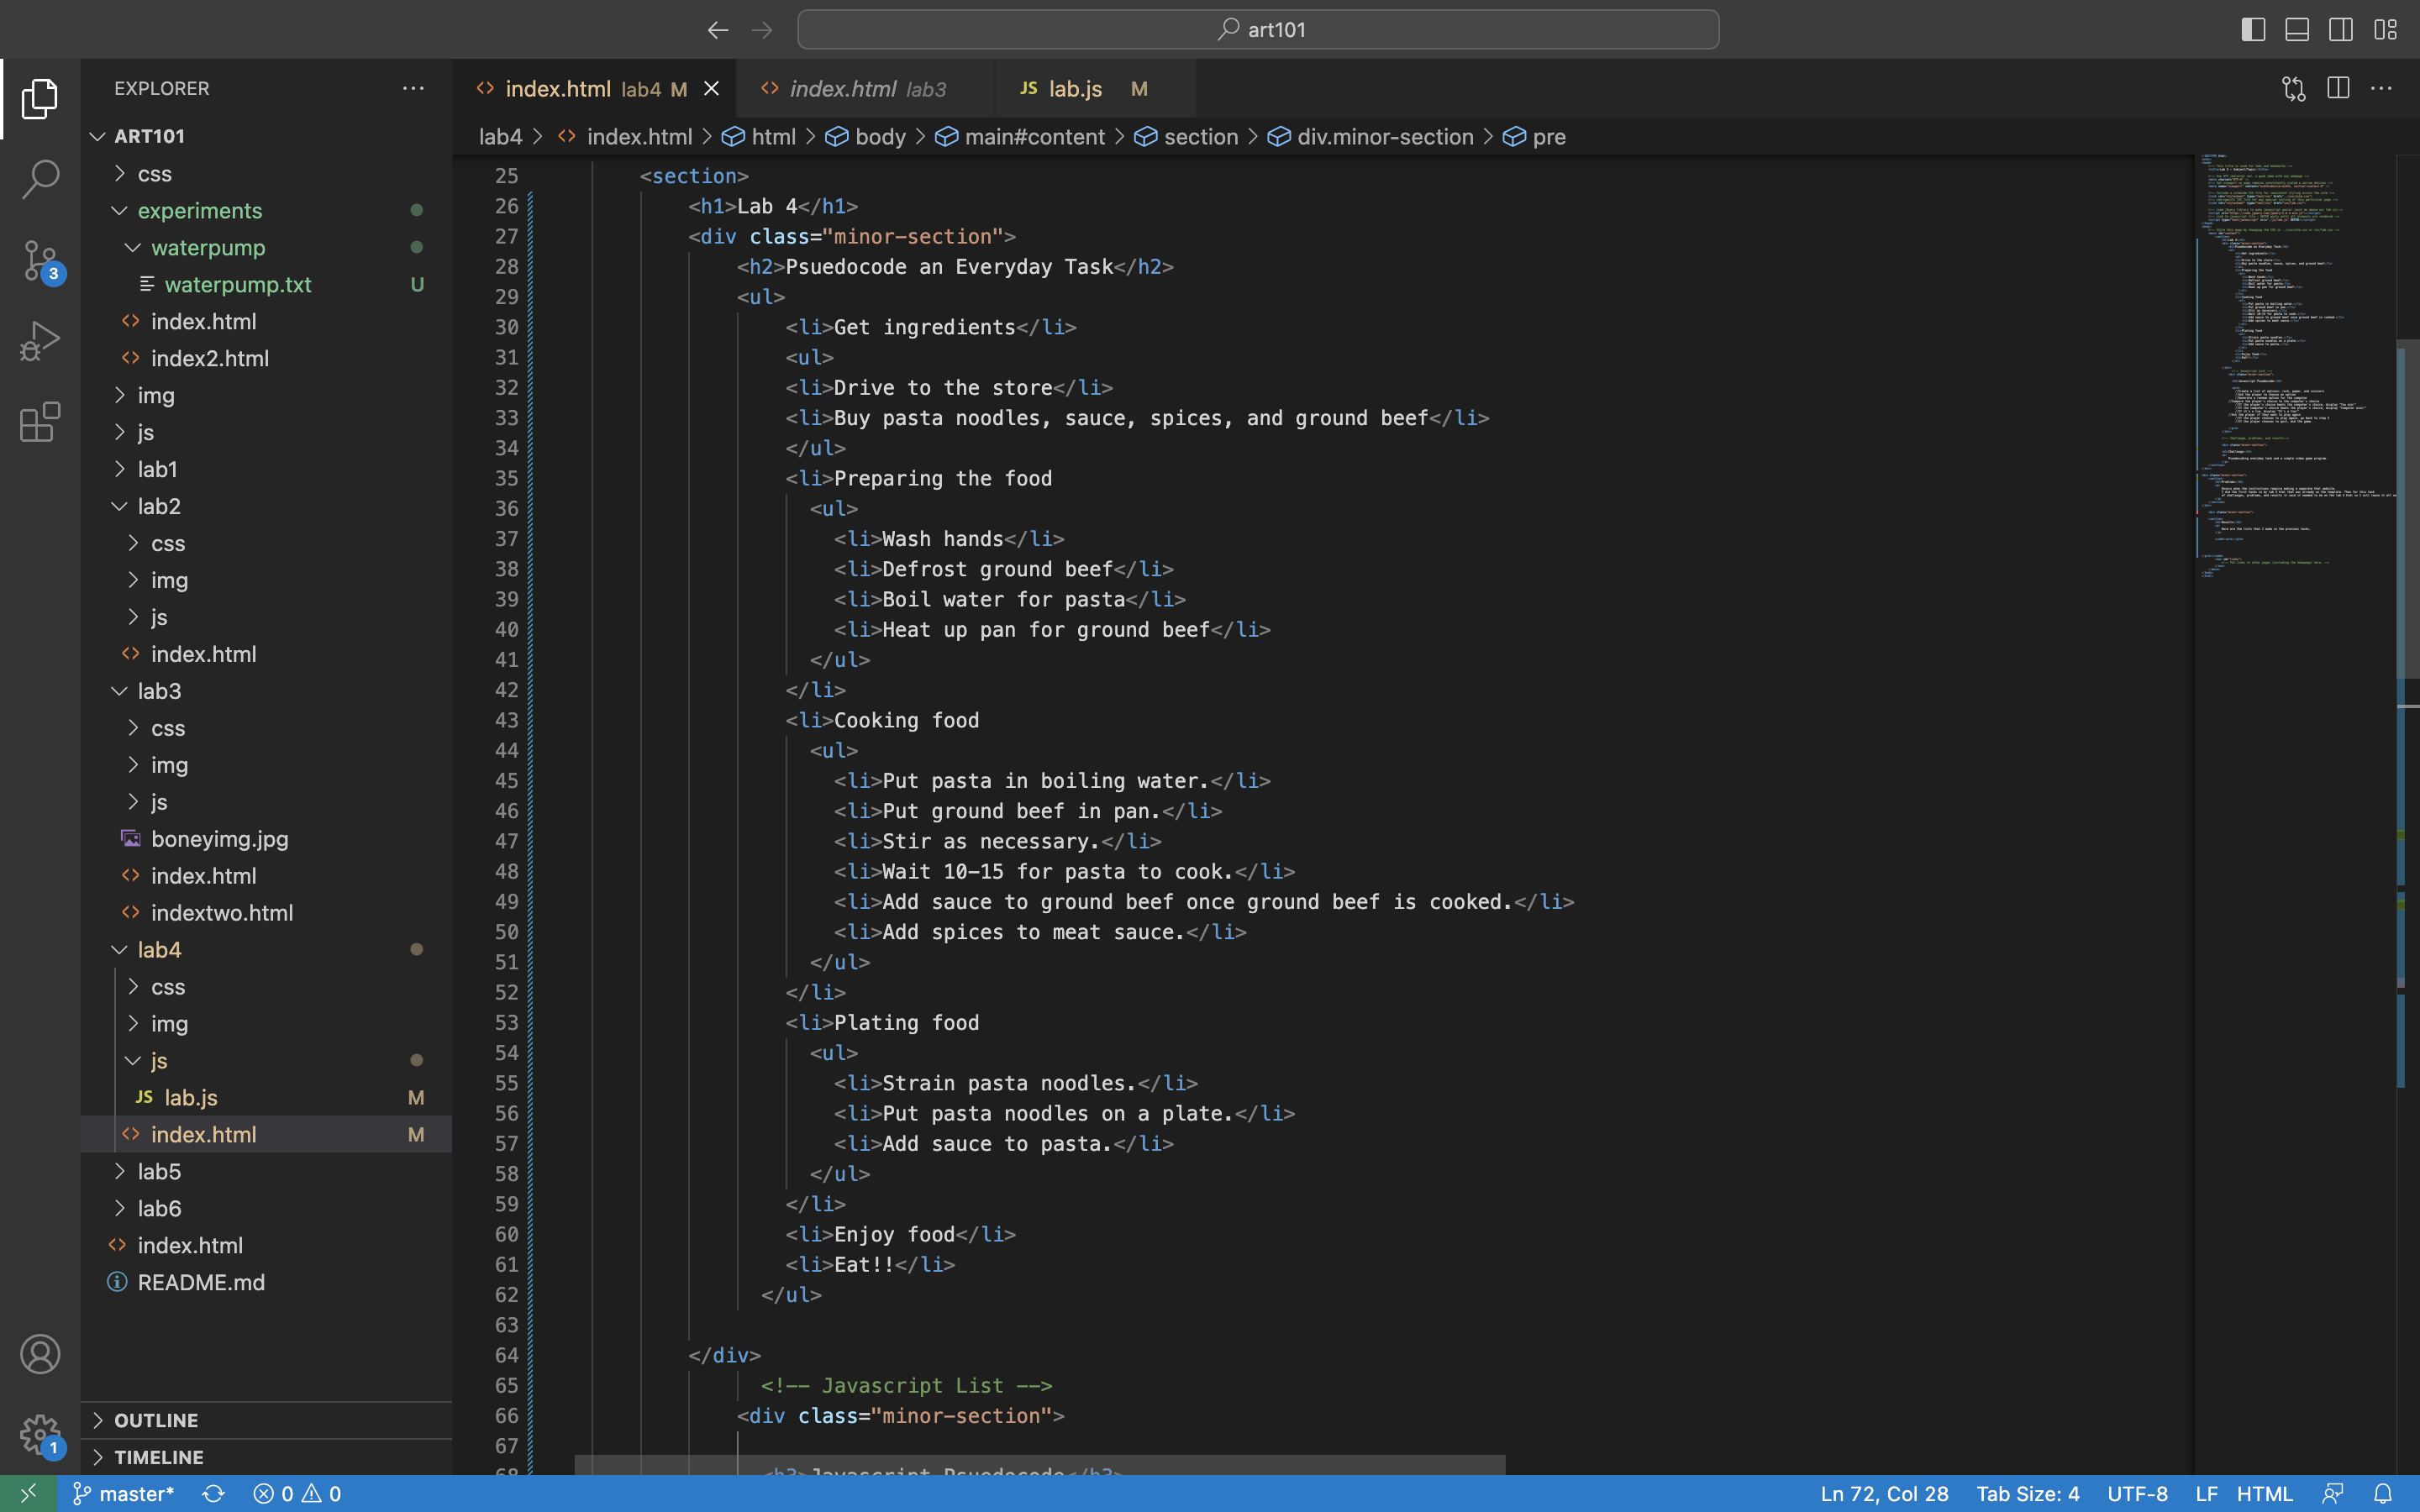 art101
EXPLORER
index.html lab4 M
index.html lab3
JS lab.js M
ART101
lab4 > index.html > html > body > main#content > section > div.minor-section > pre
css
experiments
waterpump
waterpump.txt U
index.html
index2.html
img
js
lab1
lab2
css
img
js
index.html
lab3
css
img
js
boneyimg.jpg
index.html
indextwo.html
lab4
css
img
js
JS lab.js M
index.html M
lab5
lab6
index.html
README.md
OUTLINE
TIMELINE
3
1
25 <section>
26 <h1>Lab 4</h1>
27 <div class="minor-section">
28 <h2>Psuedocode an Everyday Task</h2>
29 <ul>
30 <li>Get ingredients</li>
31 <ul>
32 <li>Drive to the store</li>
33 <li>Buy pasta noodles, sauce, spices, and ground beef</li>
34 </ul>
35 <li>Preparing the food
36 <ul>
37 <li>Wash hands</li>
38 <li>Defrost ground beef</li>
39 <li>Boil water for pasta</li>
40 <li>Heat up pan for ground beef</li>
41 </ul>
42 </li>
43 <li>Cooking food
44 <ul>
45 <li>Put pasta in boiling water.</li>
46 <li>Put ground beef in pan.</li>
47 <li>Stir as necessary.</li>
48 <li>Wait 10-15 for pasta to cook.</li>
49 <li>Add sauce to ground beef once ground beef is cooked.</li>
50 <li>Add spices to meat sauce.</li>
51 </ul>
52 </li>
53 <li>Plating food
54 <ul>
55 <li>Strain pasta noodles.</li>
56 <li>Put pasta noodles on a plate.</li>
57 <li>Add sauce to pasta.</li>
58 </ul>
59 </li>
60 <li>Enjoy food</li>
61 <li>Eat!!</li>
62 </ul>
63
64 </div>
65 <!-- Javascript List -->
66 <div class="minor-section">
67
68 <h3>Javascript Psuedocode</h3>
master* 0 0 Ln 72, Col 28 Tab Size: 4 UTF-8 LF HTML